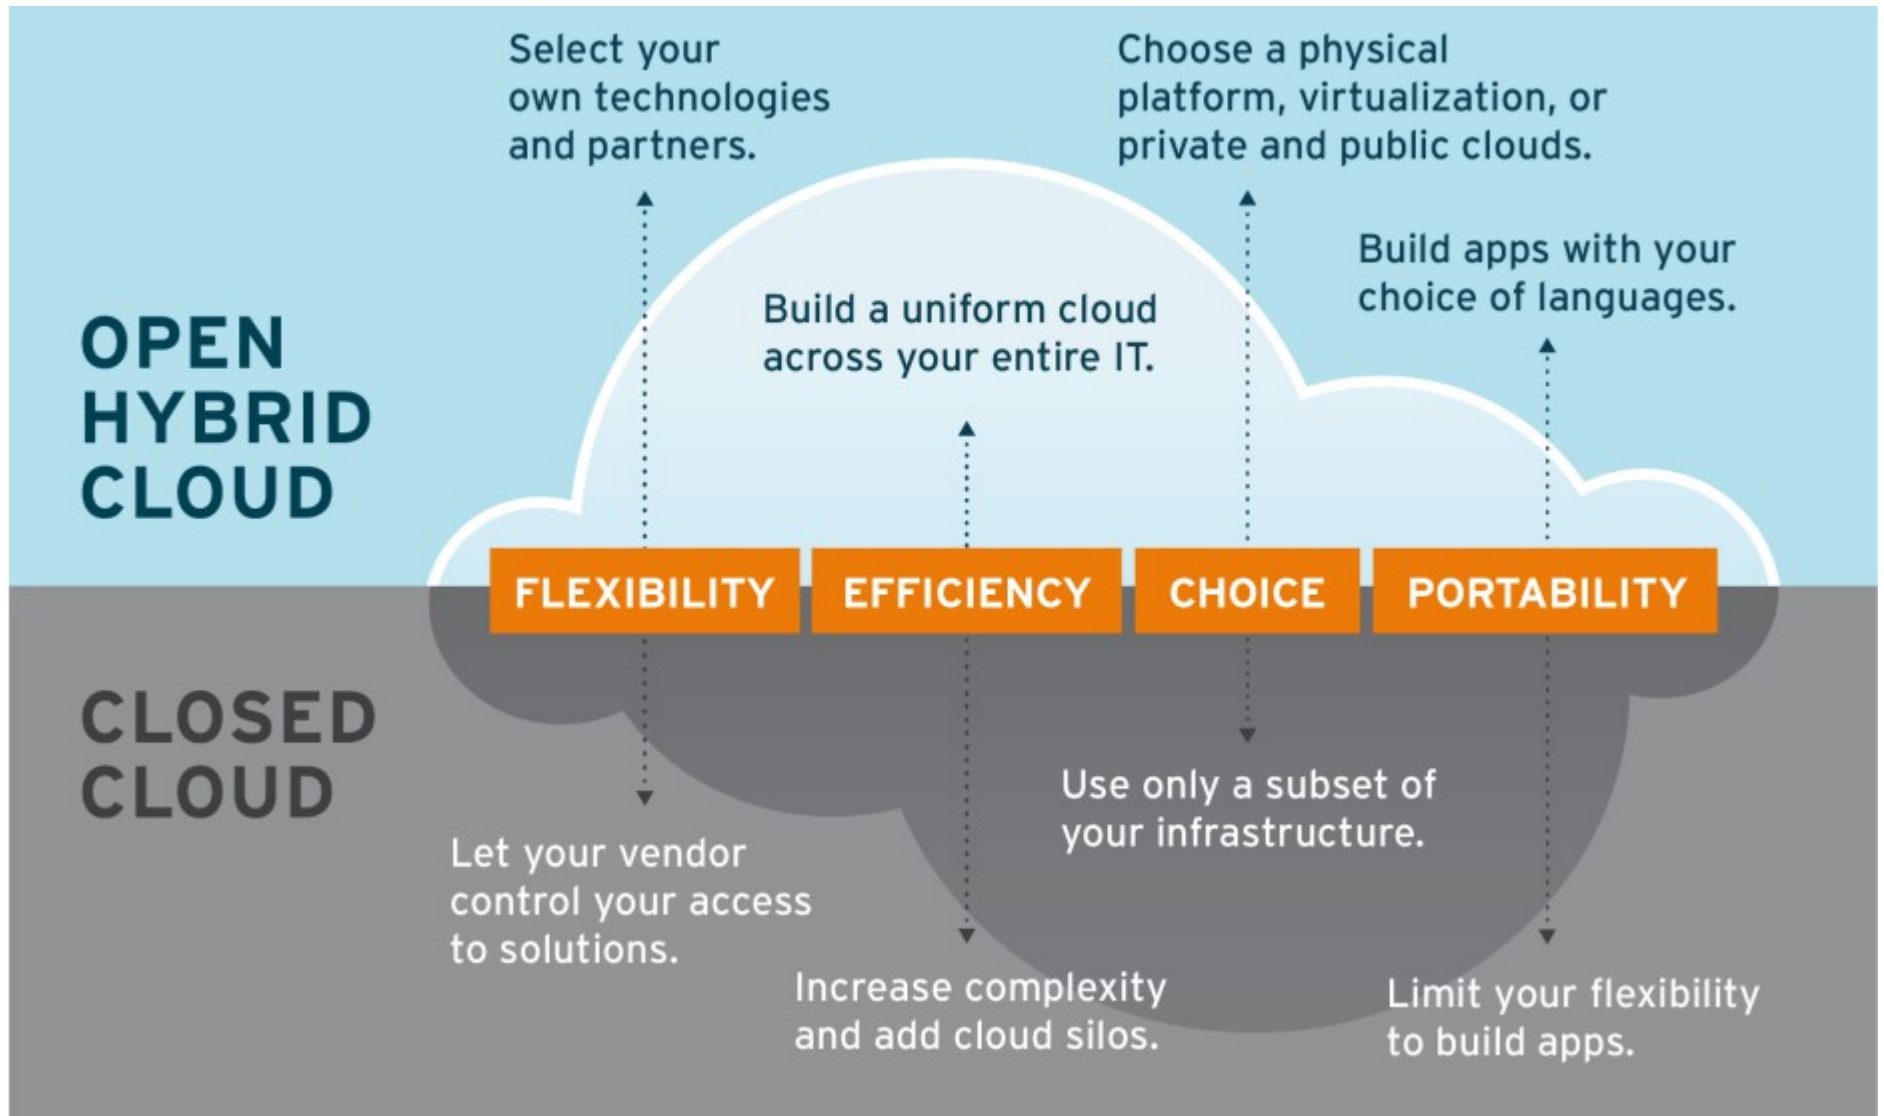 Select your
own technologies
and partners.
Choose a physical
platform, virtualization, or
private and public clouds.
Build apps with your
choice of languages.
Build a uniform cloud
across your entire IT.
OPEN
HYBRID
CLOUD
FLEXIBILITY
EFFICIENCY
CHOICE
PORTABILITY
CLOSED
CLOUD
Let your vendor
control your access
to solutions.
Increase complexity
and add cloud silos.
Use only a subset of
your infrastructure.
Limit your flexibility
to build apps.